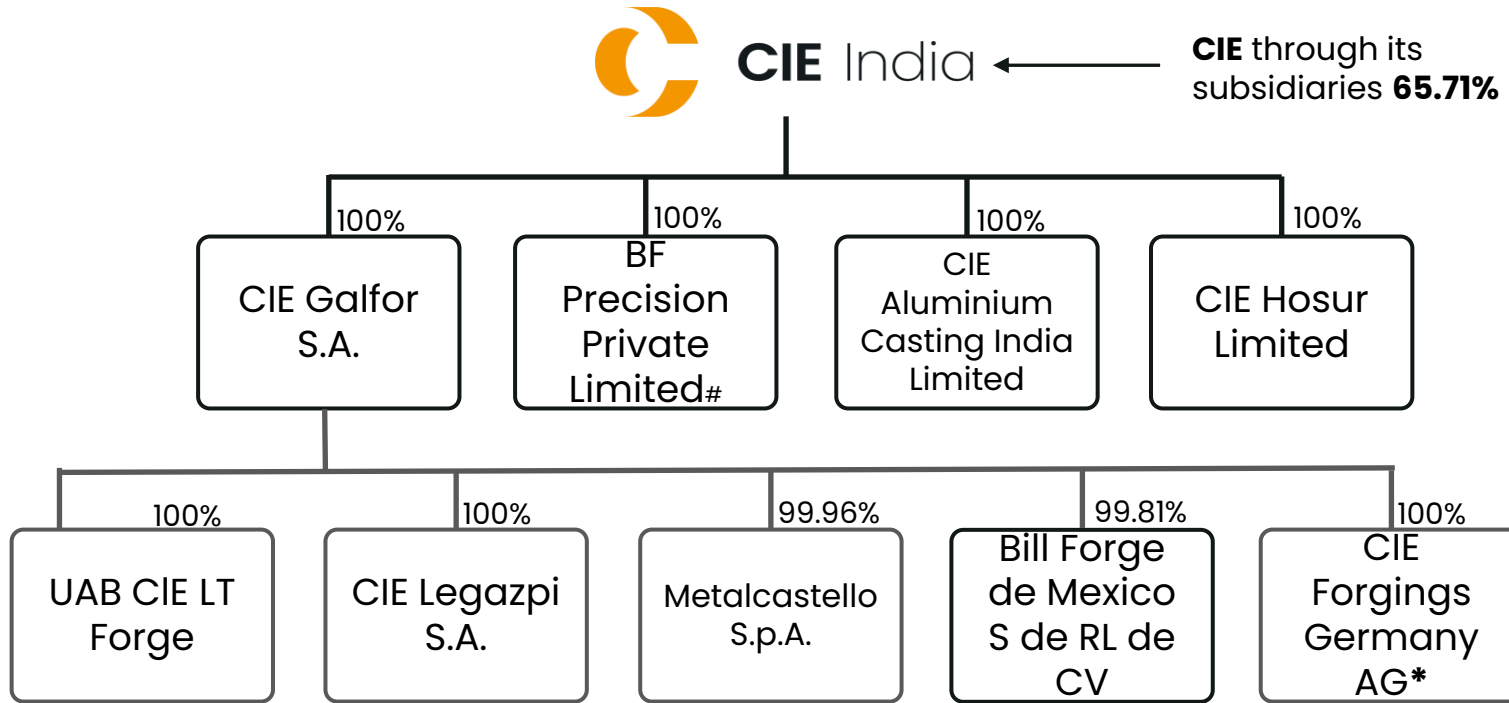 CIE India
CIE through its
subsidiaries 65.71%
100%
100%
100%
100%
CIE Galfor
S.A.
BF
Precision
Private
Limited#
CIE
Aluminium
Casting India
Limited
CIE Hosur
Limited
100%
100%
99.96%
99.81%
100%
UAB CIE LT
Forge
CIE Legazpi
S.A.
Metalcastello
S.p.A.
Bill Forge
de Mexico
S de RL de
CV
CIE
Forgings
Germany
AG*